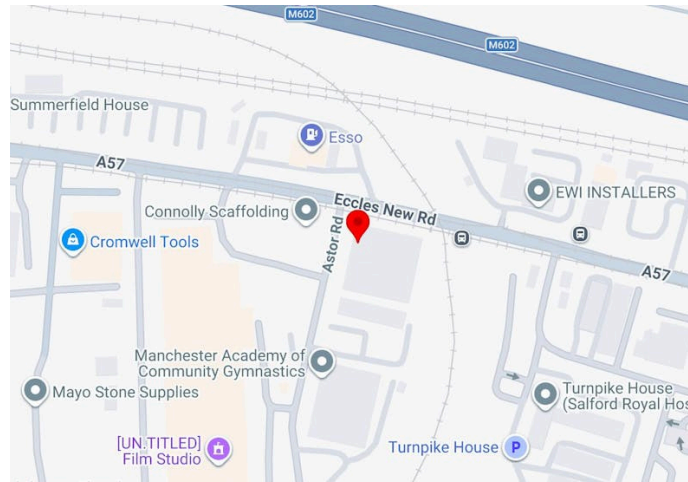 M602
M602
Summerfield House
Esso
A57
Eccles New Rd
EWI INSTALLERS
Connolly Scaffolding
Astor Rd
Cromwell Tools
A57
Manchester Academy of
Community Gymnastics
Mayo Stone Supplies
Turnpike House
(Salford Royal Hos
[UN.TITLED]
Film Studio
Turnpike House
P